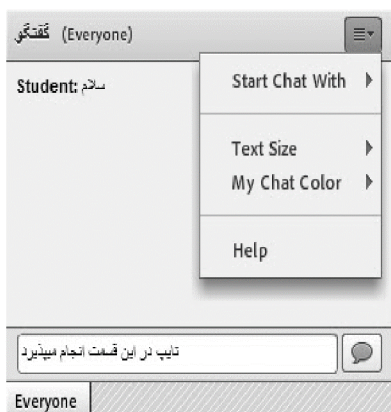 گفتگو (Everyone)
Student: سلام
Start Chat With
Text Size
My Chat Color
Help
تایپ در این قسمت انجام میپذیرد
Everyone